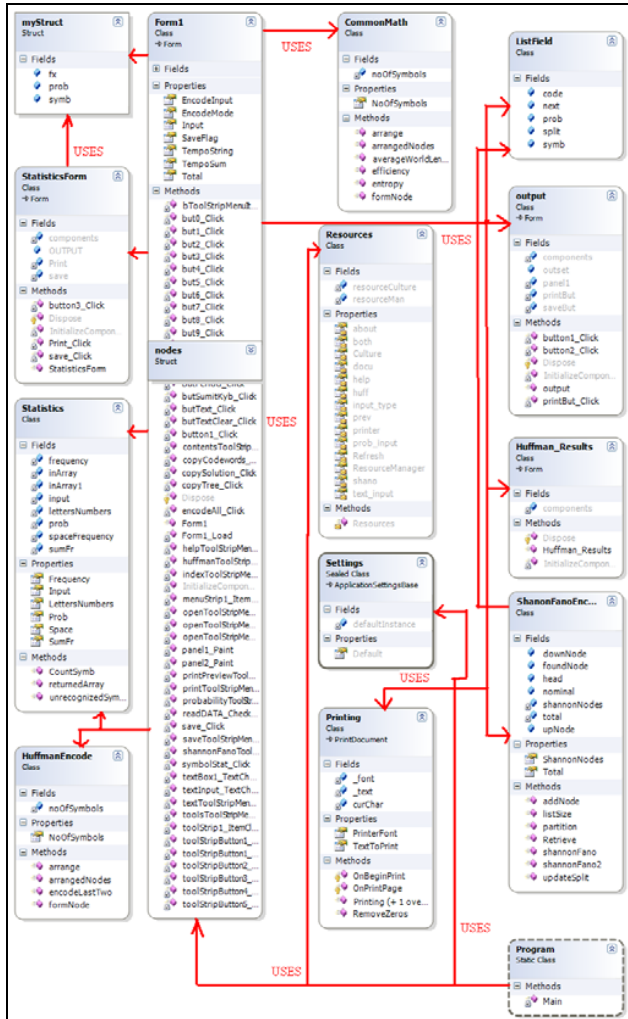 myStruct
Struct
Fields
fx
prob
symb
USES
StatisticsForm
Class
Form
Fields
components
OUTPUT
Print
save
Methods
button3_Click
Dispose
InitializeCompon...
Print_Click
save_Click
StatisticsForm
Statistics
Class
Fields
frequency
inArray
inArray1
input
lettersNumbers
prob
spaceFrequency
sumFr
Properties
Frequency
Input
LettersNumbers
Prob
Space
SumFr
Methods
CountSymb
returnedArray
unrecognizedSym...
HuffmanEncode
Class
Fields
noOfSymbols
Properties
NoOfSymbols
Methods
arrange
arrangedNodes
encodeLastTwo
formNode
Form1
Class
Form
Fields
Properties
EncodeInput
EncodeMode
Input
SaveFlag
TempoString
TempoSum
Total
Methods
bToolStripMenuI...
but0_Click
but1_Click
but2_Click
but3_Click
but4_Click
but5_Click
but6_Click
but7_Click
but8_Click
but9_Click
nodes
Struct
butSumitKyb_Click
butText_Click
butTextClear_Click
button1_Click
contentsToolStrip...
copyCodewords_...
copySolution_Click
copyTree_Click
Dispose
encodeAll_Click
Form1
Form1_Load
helpToolStripMen...
huffmanToolStrip...
indexToolStripMe...
InitializeCompon...
menuStrip1_Item...
openToolStripMe...
openToolStripMe...
openToolStripMe...
panel1_Paint
panel2_Paint
printPreviewTool...
printToolStripMen...
probabilityToolStr...
readDATA_Check...
save_Click
saveToolStripMe...
shannonFanoTool...
symbolStat_Click
textBox1_TextCh...
textInput_TextCh...
textToolStripMen...
toolsToolStripMe...
toolStrip1_ItemCl...
toolStripButton1_...
toolStripButton1_...
toolStripButton2_...
toolStripButton3_...
toolStripButton4_...
toolStripButton5_...
USES
CommonMath
Class
Fields
noOfSymbols
Properties
NoOfSymbols
Methods
arrange
arrangedNodes
averageWorldLen...
efficiency
entropy
formNode
USES
Resources
Class
Fields
resourceCulture
resourceMan
Properties
about
both
Culture
docu
help
huff
input_type
prev
printer
prob_input
Refresh
ResourceManager
shano
text_input
Methods
Resources
USES
Settings
Sealed Class
ApplicationSettingsBase
Fields
defaultInstance
Properties
Default
USES
Printing
Class
PrintDocument
Fields
_font
_text
curChar
Properties
PrinterFont
TextToPrint
Methods
OnBeginPrint
OnPrintPage
Printing (+ 1 ove...
RemoveZeros
USES
USES
ListField
Class
Fields
code
next
prob
split
symb
output
Class
Form
Fields
components
outset
panel1
printBut
saveBut
Methods
button1_Click
button2_Click
Dispose
InitializeCompon...
output
printBut_Click
Huffman_Results
Class
Form
Fields
components
Methods
Dispose
Huffman_Results
InitializeCompon...
ShanonFanoEnc...
Class
Fields
downNode
foundNode
head
nominal
shannonNodes
total
upNode
Properties
ShannonNodes
Total
Methods
addNode
listSize
partition
Retrieve
shannonFano
shannonFano2
updateSplit
Program
Static Class
Methods
Main